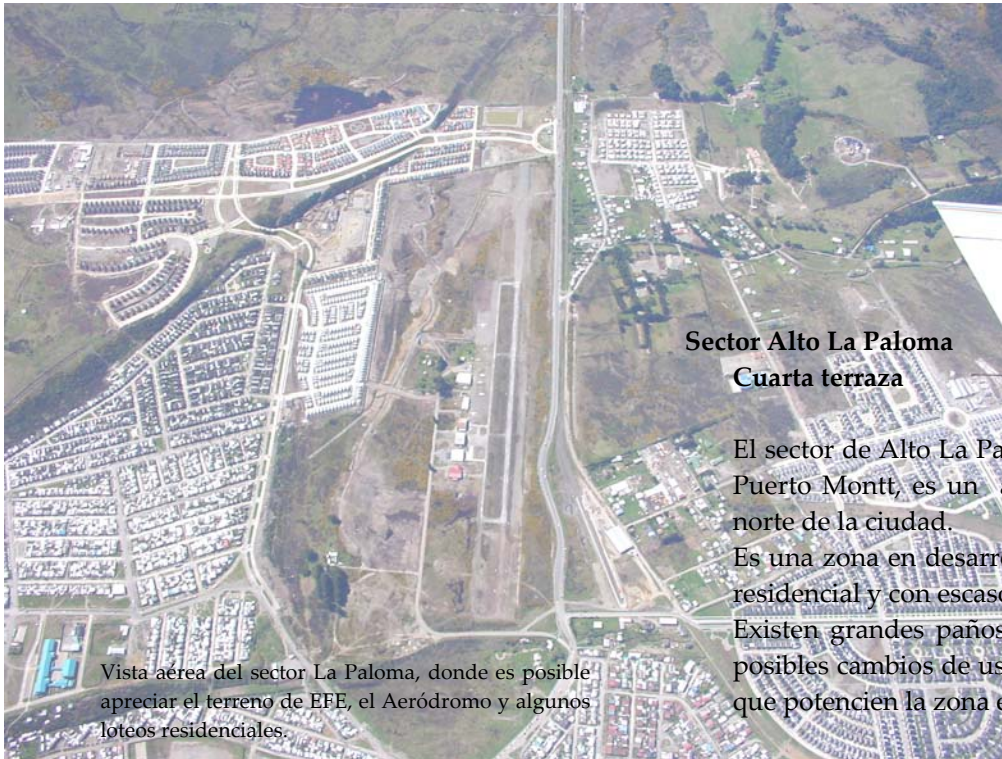 Sector Alto La Paloma
Cuarta terraza
El sector de Alto La Pa
Puerto Montt, es un
norte de la ciudad.
Es una zona en desarr
residencial y con escas
Existen grandes paños
posibles cambios de us
que potencien la zona e
Vista aérea del sector La Paloma, donde es posible
apreciar el terreno de EFE, el Aeródromo y algunos
loteos residenciales.